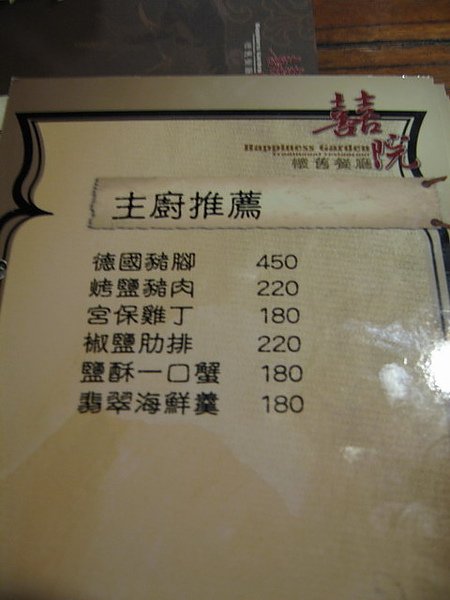 囍院
Happiness Garden
Traditional restaurant
懷舊餐廳
主廚推薦
德國豬腳 450
烤鹽豬肉 220
宮保雞丁 180
椒鹽肋排 220
鹽酥一口蟹 180
翡翠海鮮羹 180